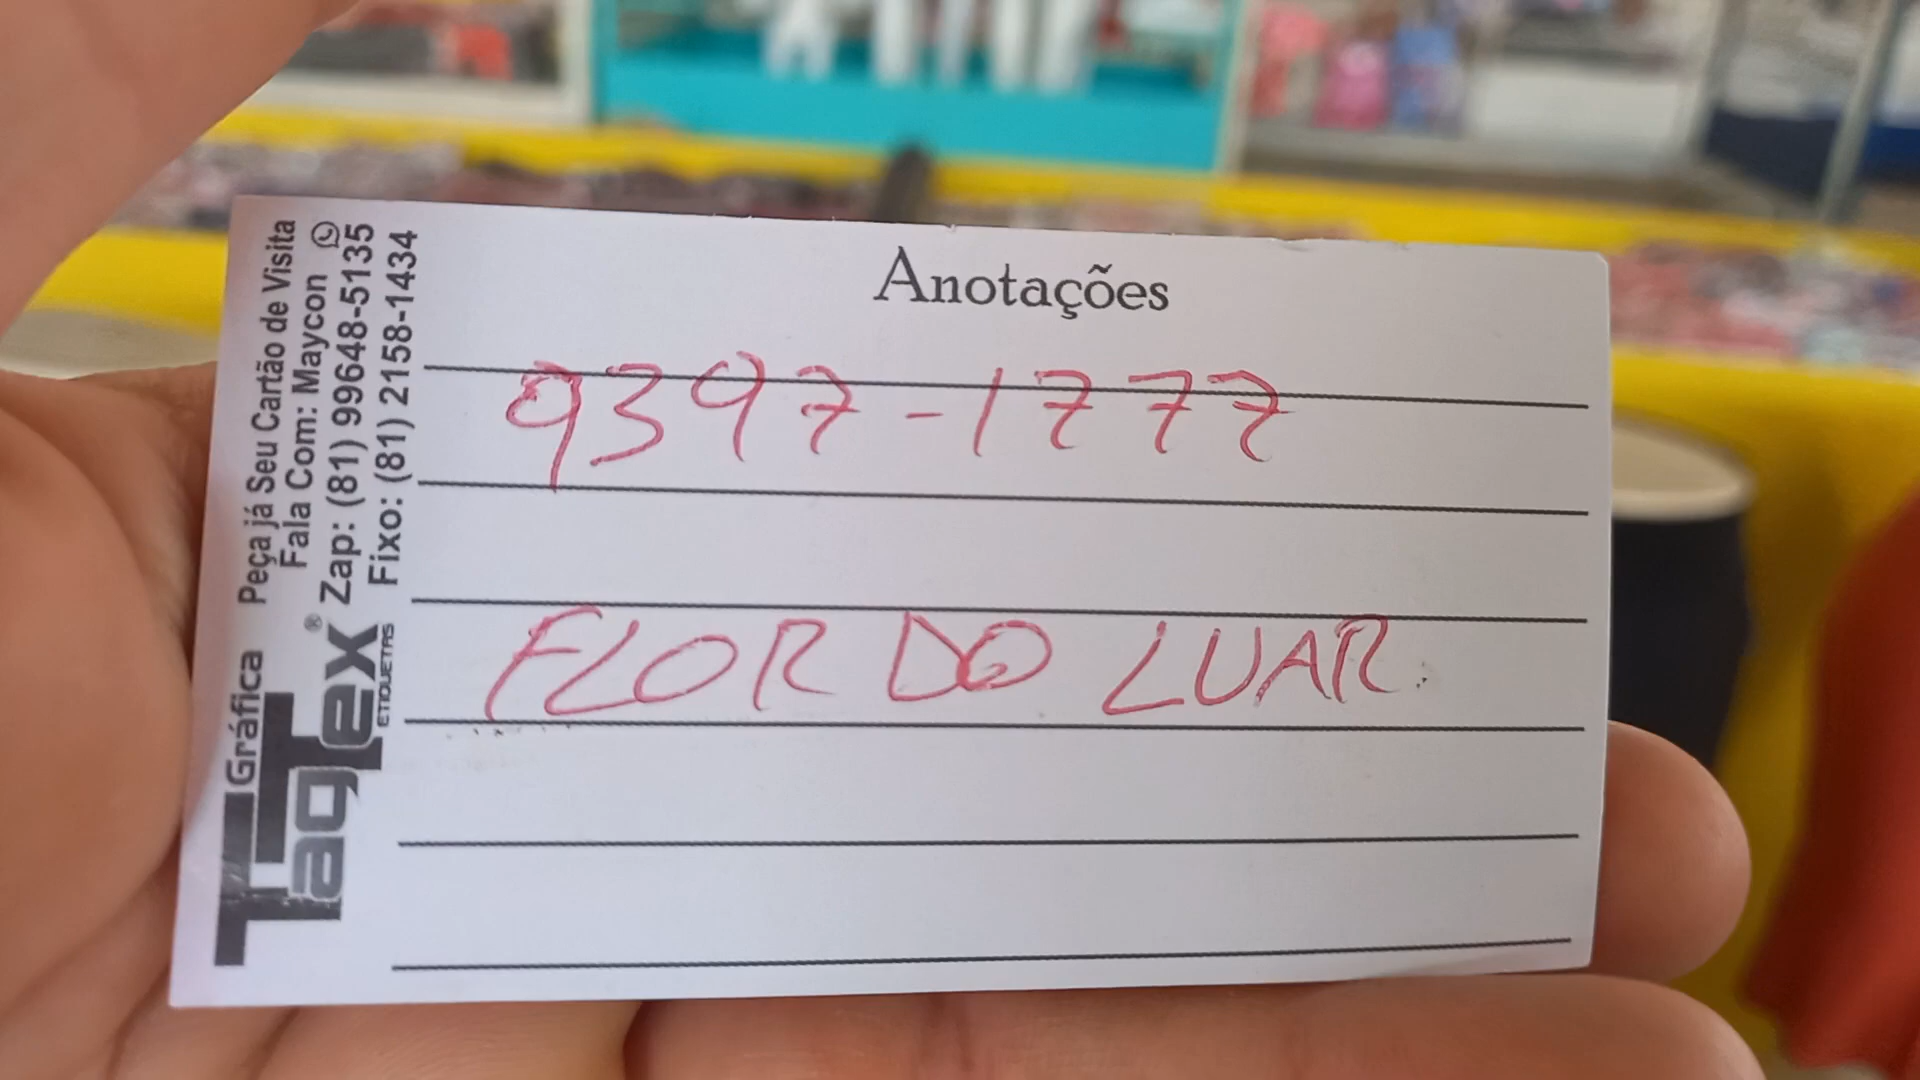 Anotações
9397-1777
FLOR DO LUAR
Gráfica
TagTex®
ETIQUETAS
Peça já Seu Cartão de Visita
Fala Com: Maycon
Zap: (81) 99648-5135
Fixo: (81) 2158-1434